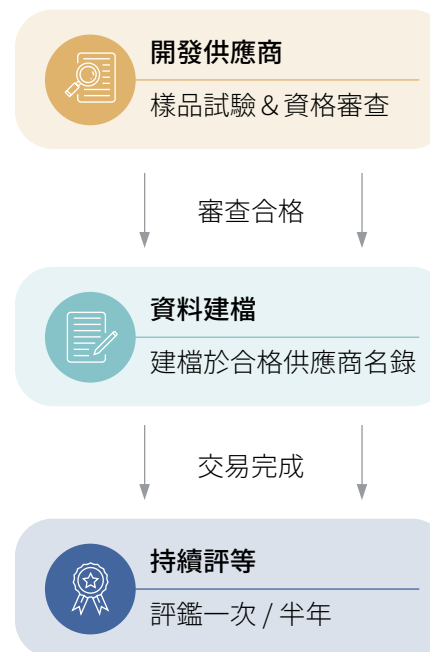 開發供應商
樣品試驗＆資格審查
審查合格
資料建檔
建檔於合格供應商名錄
交易完成
持續評等
評鑑一次 / 半年